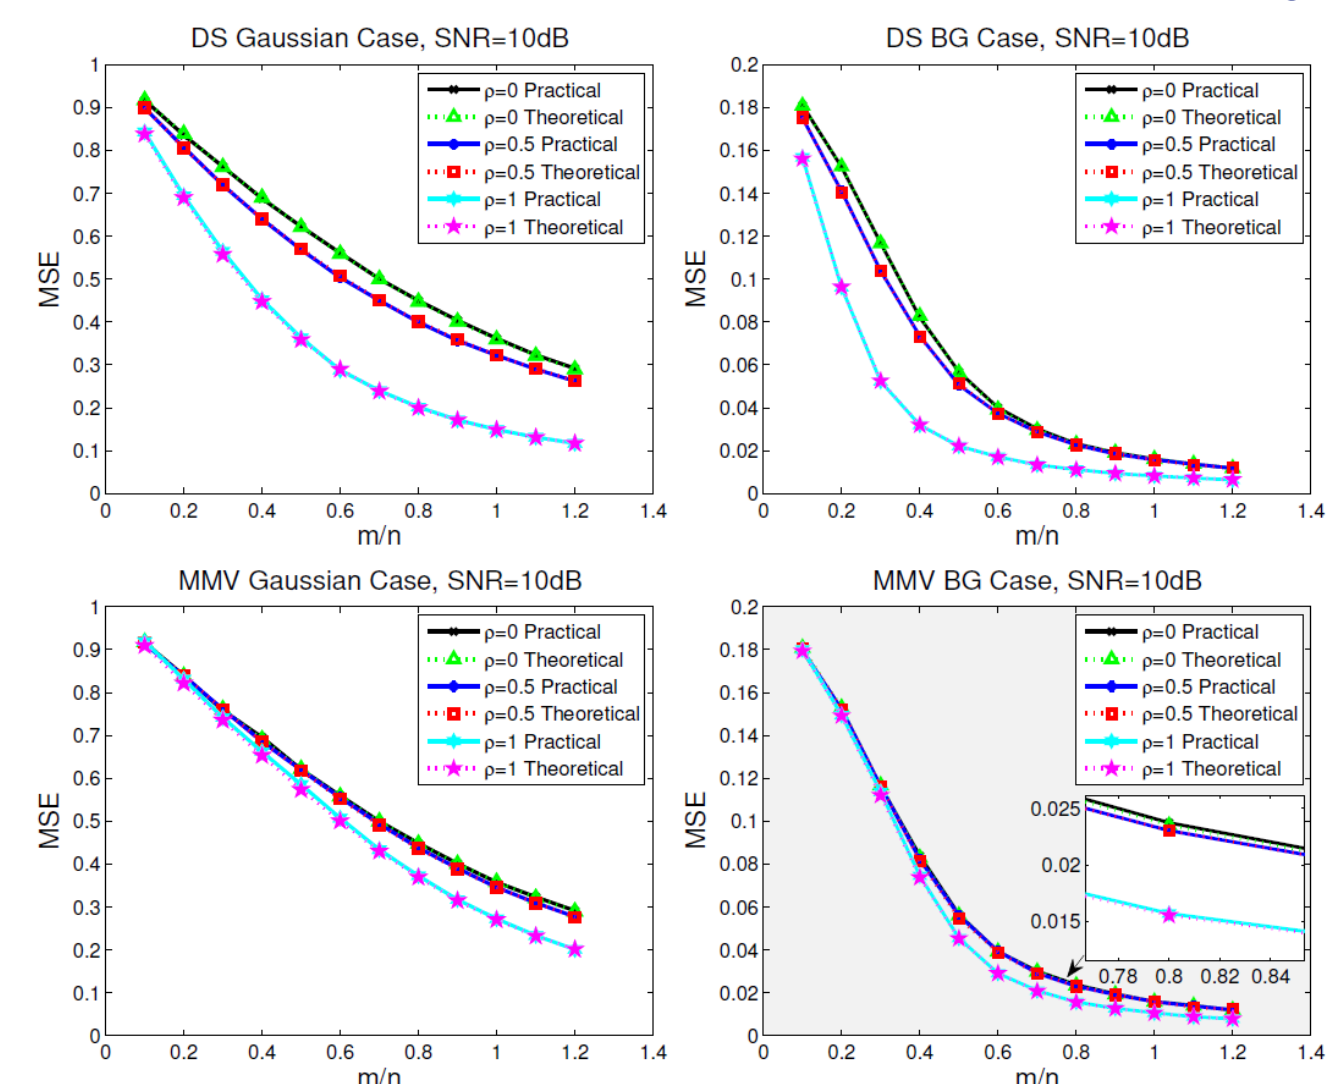 DS Gaussian Case, SNR=10dB
MSE
1
0.9
0.8
0.7
0.6
0.5
0.4
0.3
0.2
0.1
0
0 0.2 0.4 0.6 0.8 1 1.2 1.4
m/n
ρ=0 Practical
ρ=0 Theoretical
ρ=0.5 Practical
ρ=0.5 Theoretical
ρ=1 Practical
ρ=1 Theoretical
DS BG Case, SNR=10dB
MSE
0.2
0.18
0.16
0.14
0.12
0.1
0.08
0.06
0.04
0.02
0
0 0.2 0.4 0.6 0.8 1 1.2 1.4
m/n
ρ=0 Practical
ρ=0 Theoretical
ρ=0.5 Practical
ρ=0.5 Theoretical
ρ=1 Practical
ρ=1 Theoretical
MMV Gaussian Case, SNR=10dB
MSE
1
0.9
0.8
0.7
0.6
0.5
0.4
0.3
0.2
0.1
0
0 0.2 0.4 0.6 0.8 1 1.2 1.4
m/n
ρ=0 Practical
ρ=0 Theoretical
ρ=0.5 Practical
ρ=0.5 Theoretical
ρ=1 Practical
ρ=1 Theoretical
MMV BG Case, SNR=10dB
MSE
0.2
0.18
0.16
0.14
0.12
0.1
0.08
0.06
0.04
0.02
0
0 0.2 0.4 0.6 0.8 1 1.2 1.4
m/n
ρ=0 Practical
ρ=0 Theoretical
ρ=0.5 Practical
ρ=0.5 Theoretical
ρ=1 Practical
ρ=1 Theoretical
0.025
0.02
0.015
0.78 0.8 0.82 0.84